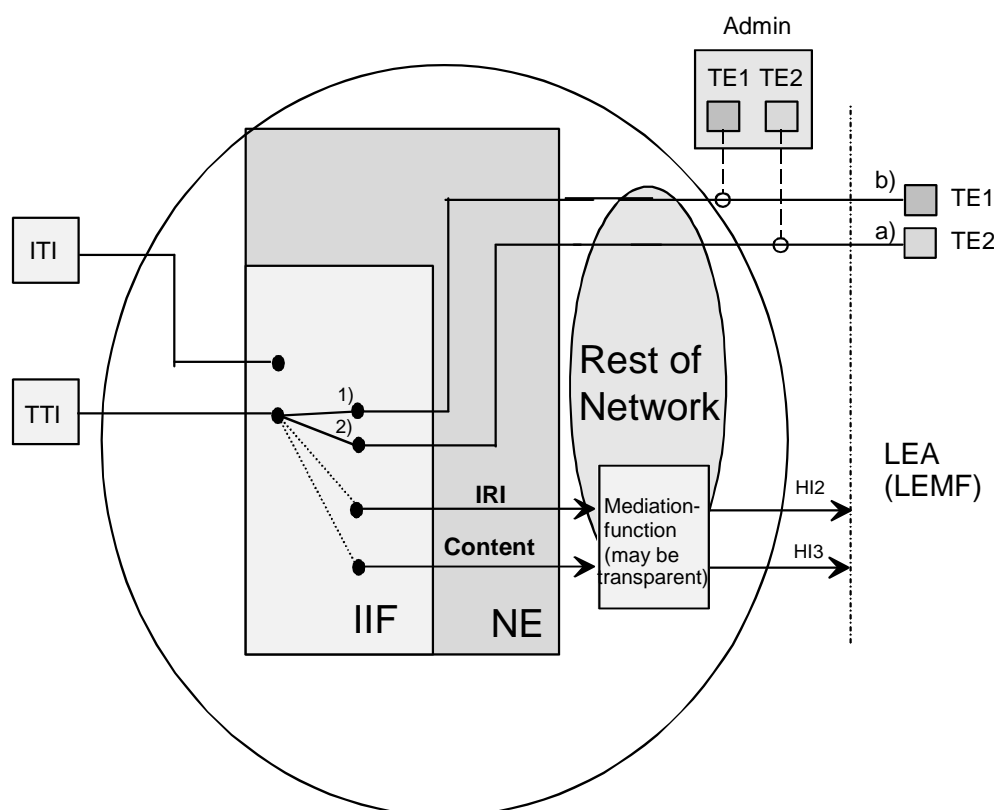 Admin
TE1 TE2
b)
TE1
a)
TE2
ITI
TTI
1)
2)
Rest of
Network
LEA
(LEMF)
IRI
Content
Mediation-
function
(may be
transparent)
HI2
HI3
IIF
NE